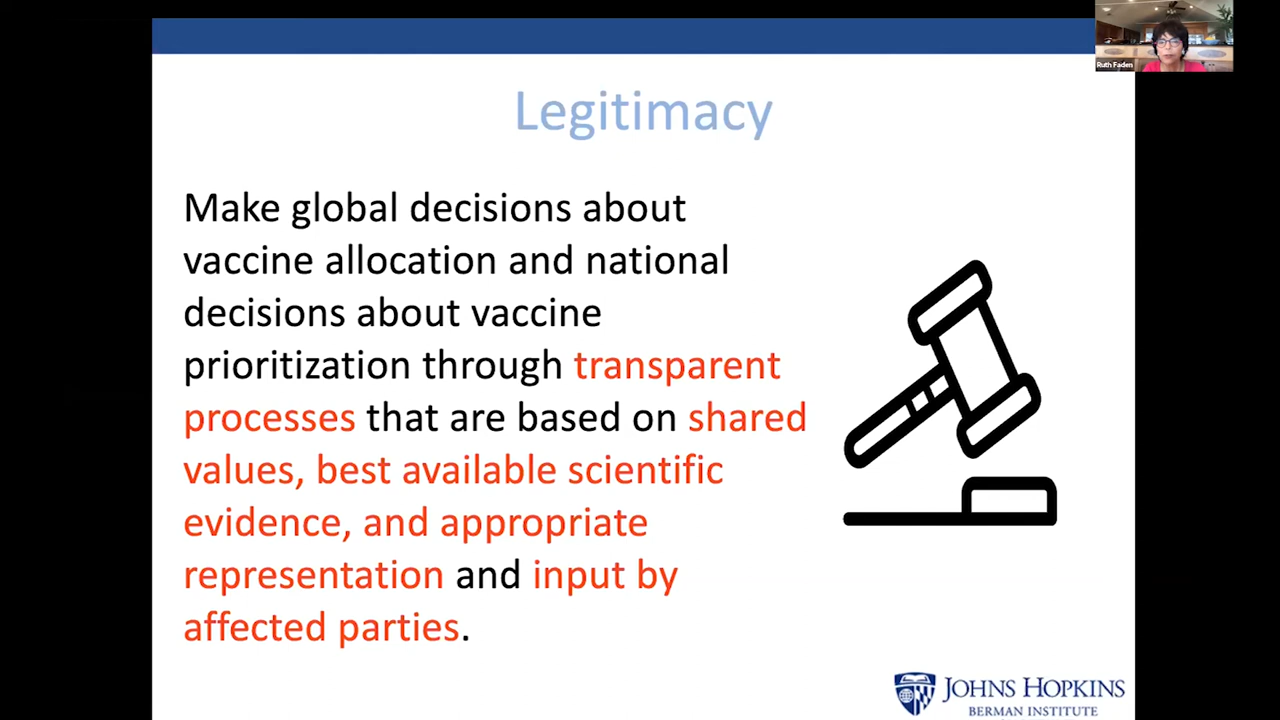 Ruth Faden
Legitimacy
Make global decisions about
vaccine allocation and national
decisions about vaccine
prioritization through transparent
processes that are based on shared
values, best available scientific
evidence, and appropriate
representation and input by
affected parties.
JOHNS HOPKINS
BERMAN INSTITUTE